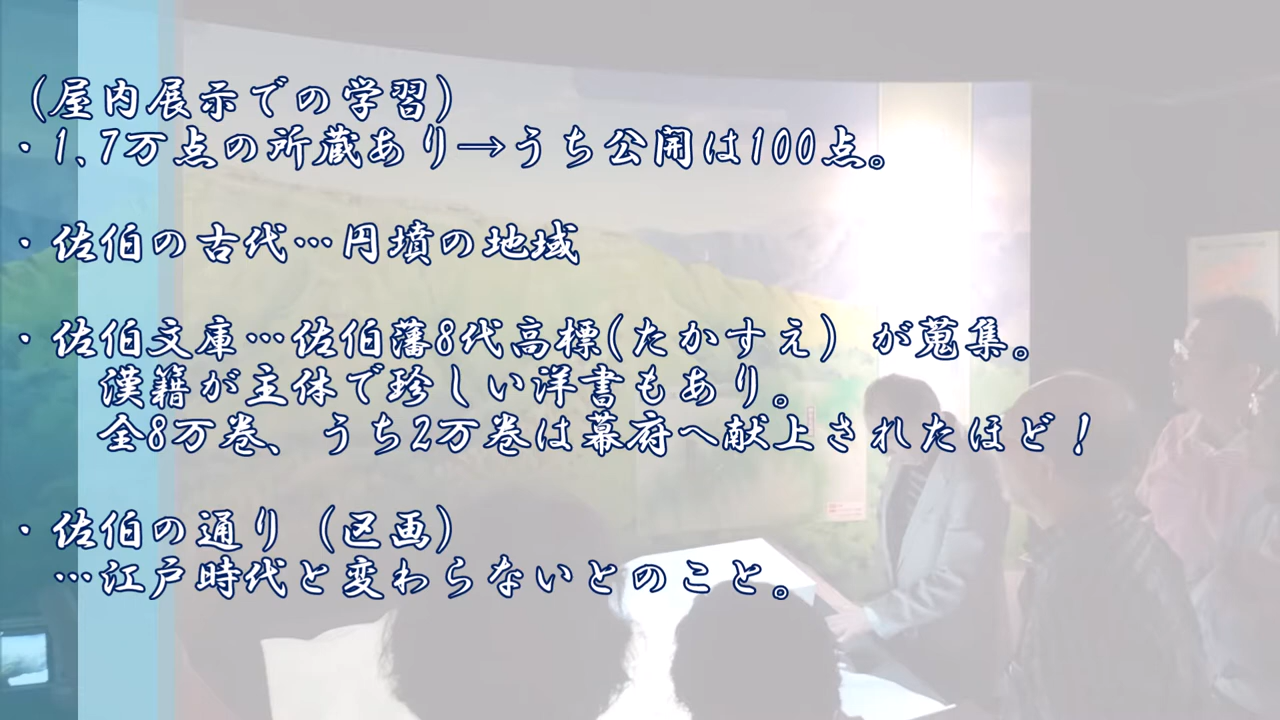 （屋内展示での学習）
・1、7万点の所蔵あり→うち公開は100点。
・佐伯の古代…円墳の地域
・佐伯文庫…佐伯藩8代高標(たかすえ）が蒐集。
漢籍が主体で珍しい洋書もあり。
全8万巻、うち2万巻は幕府へ献上されたほど！
・佐伯の通り（区画）
…江戸時代と変わらないとのこと。